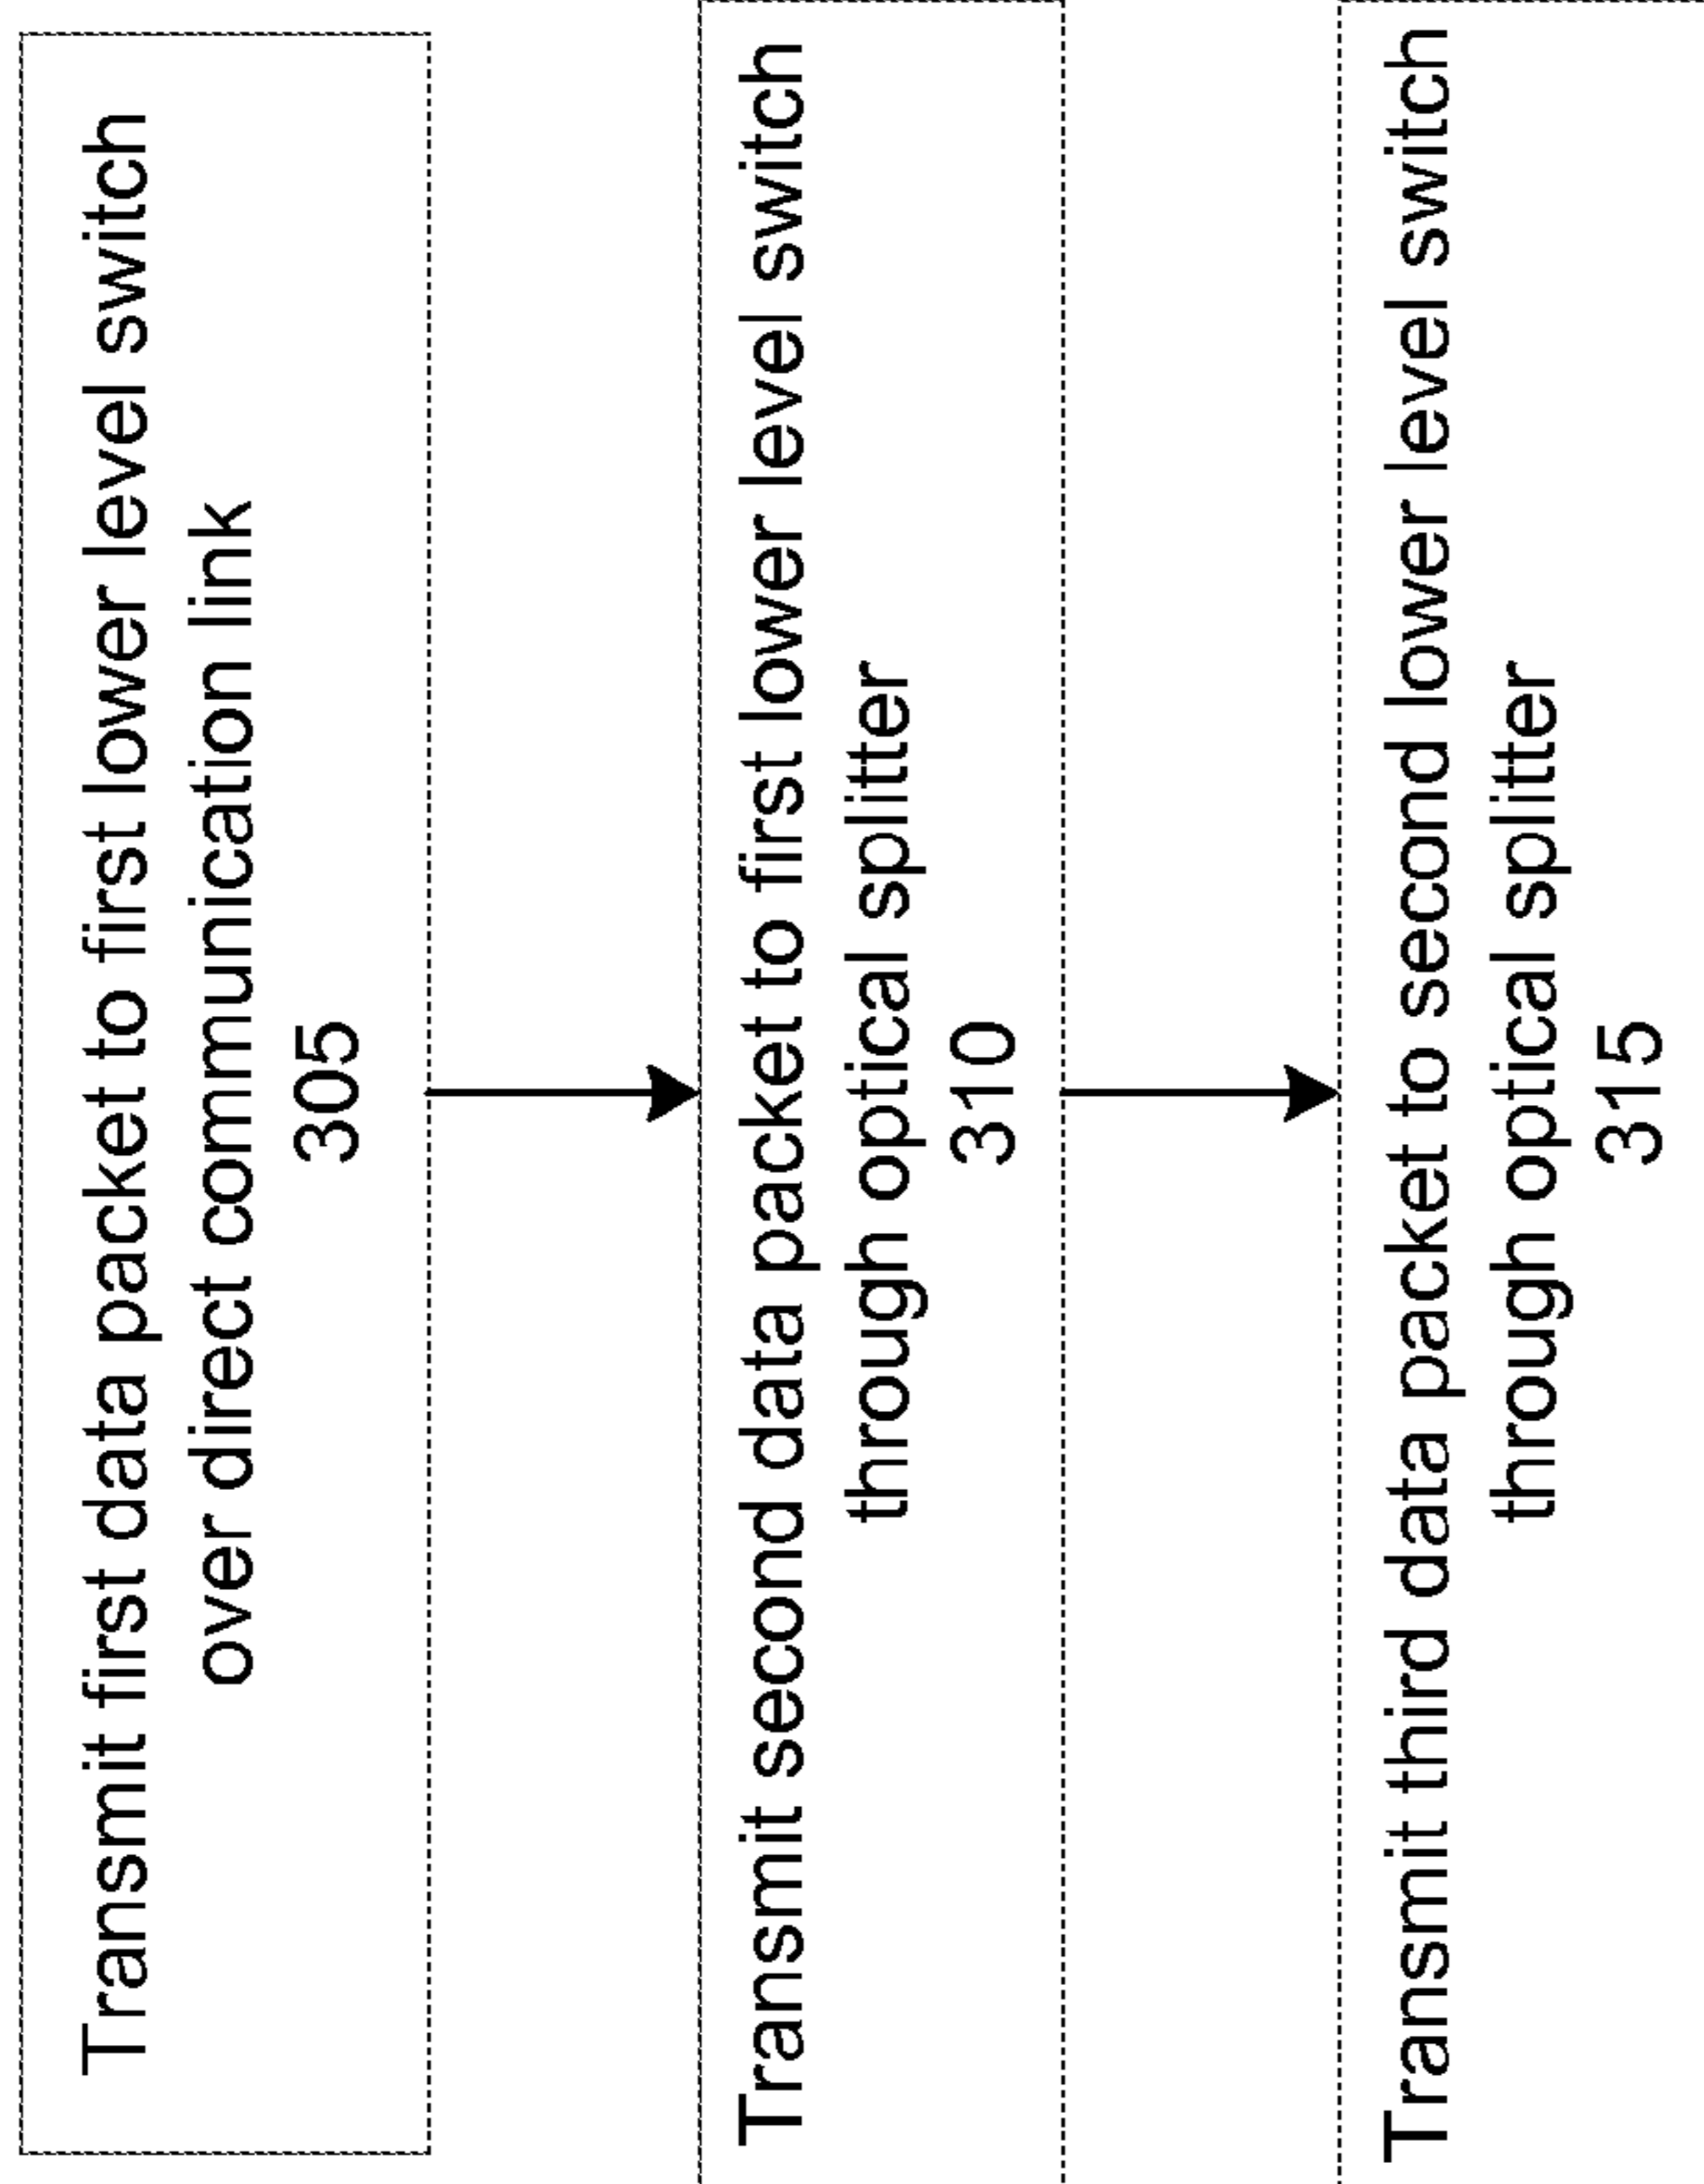 Transmit first data packet to first lower level switch
over direct communication link
305
Transmit second data packet to first lower level switch
through optical splitter
310
Transmit third data packet to second lower level switch
through optical splitter
315